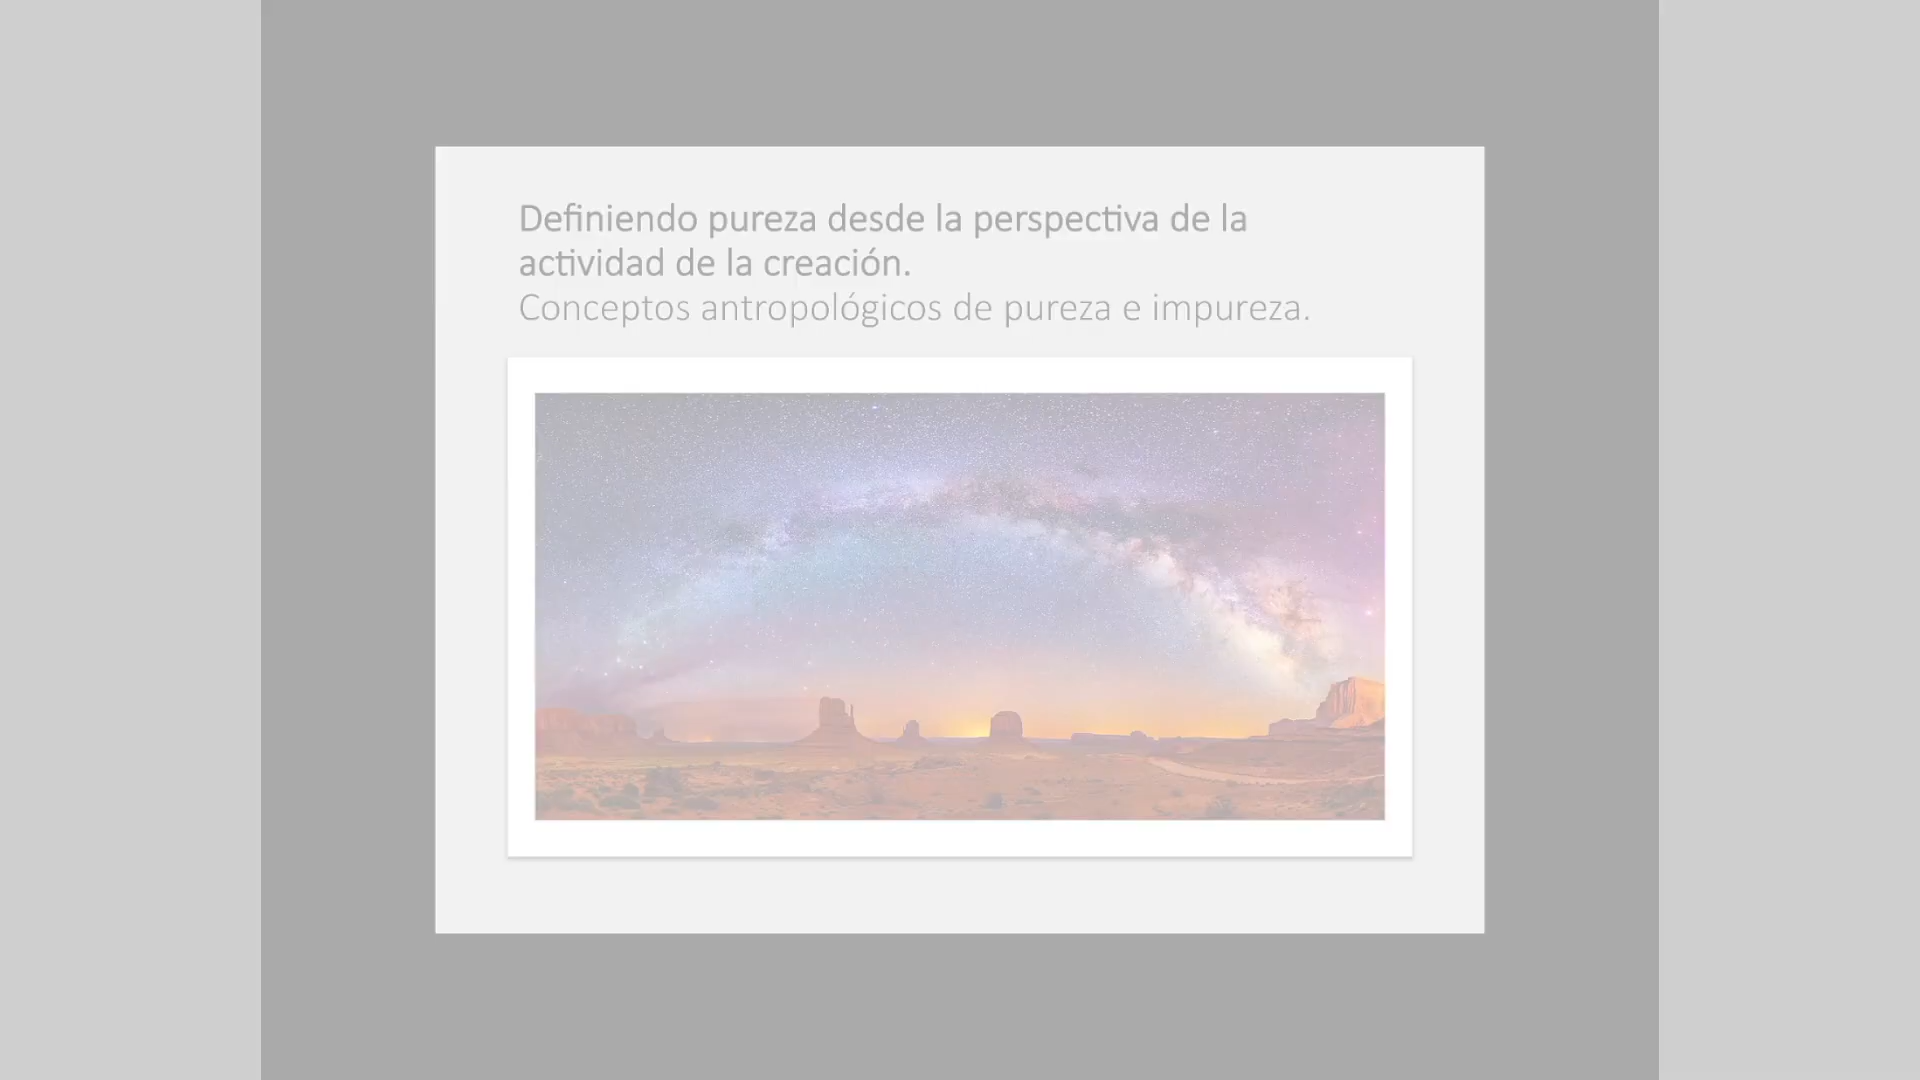 Definiendo pureza desde la perspectiva de la
actividad de la creación.
Conceptos antropológicos de pureza e impureza.